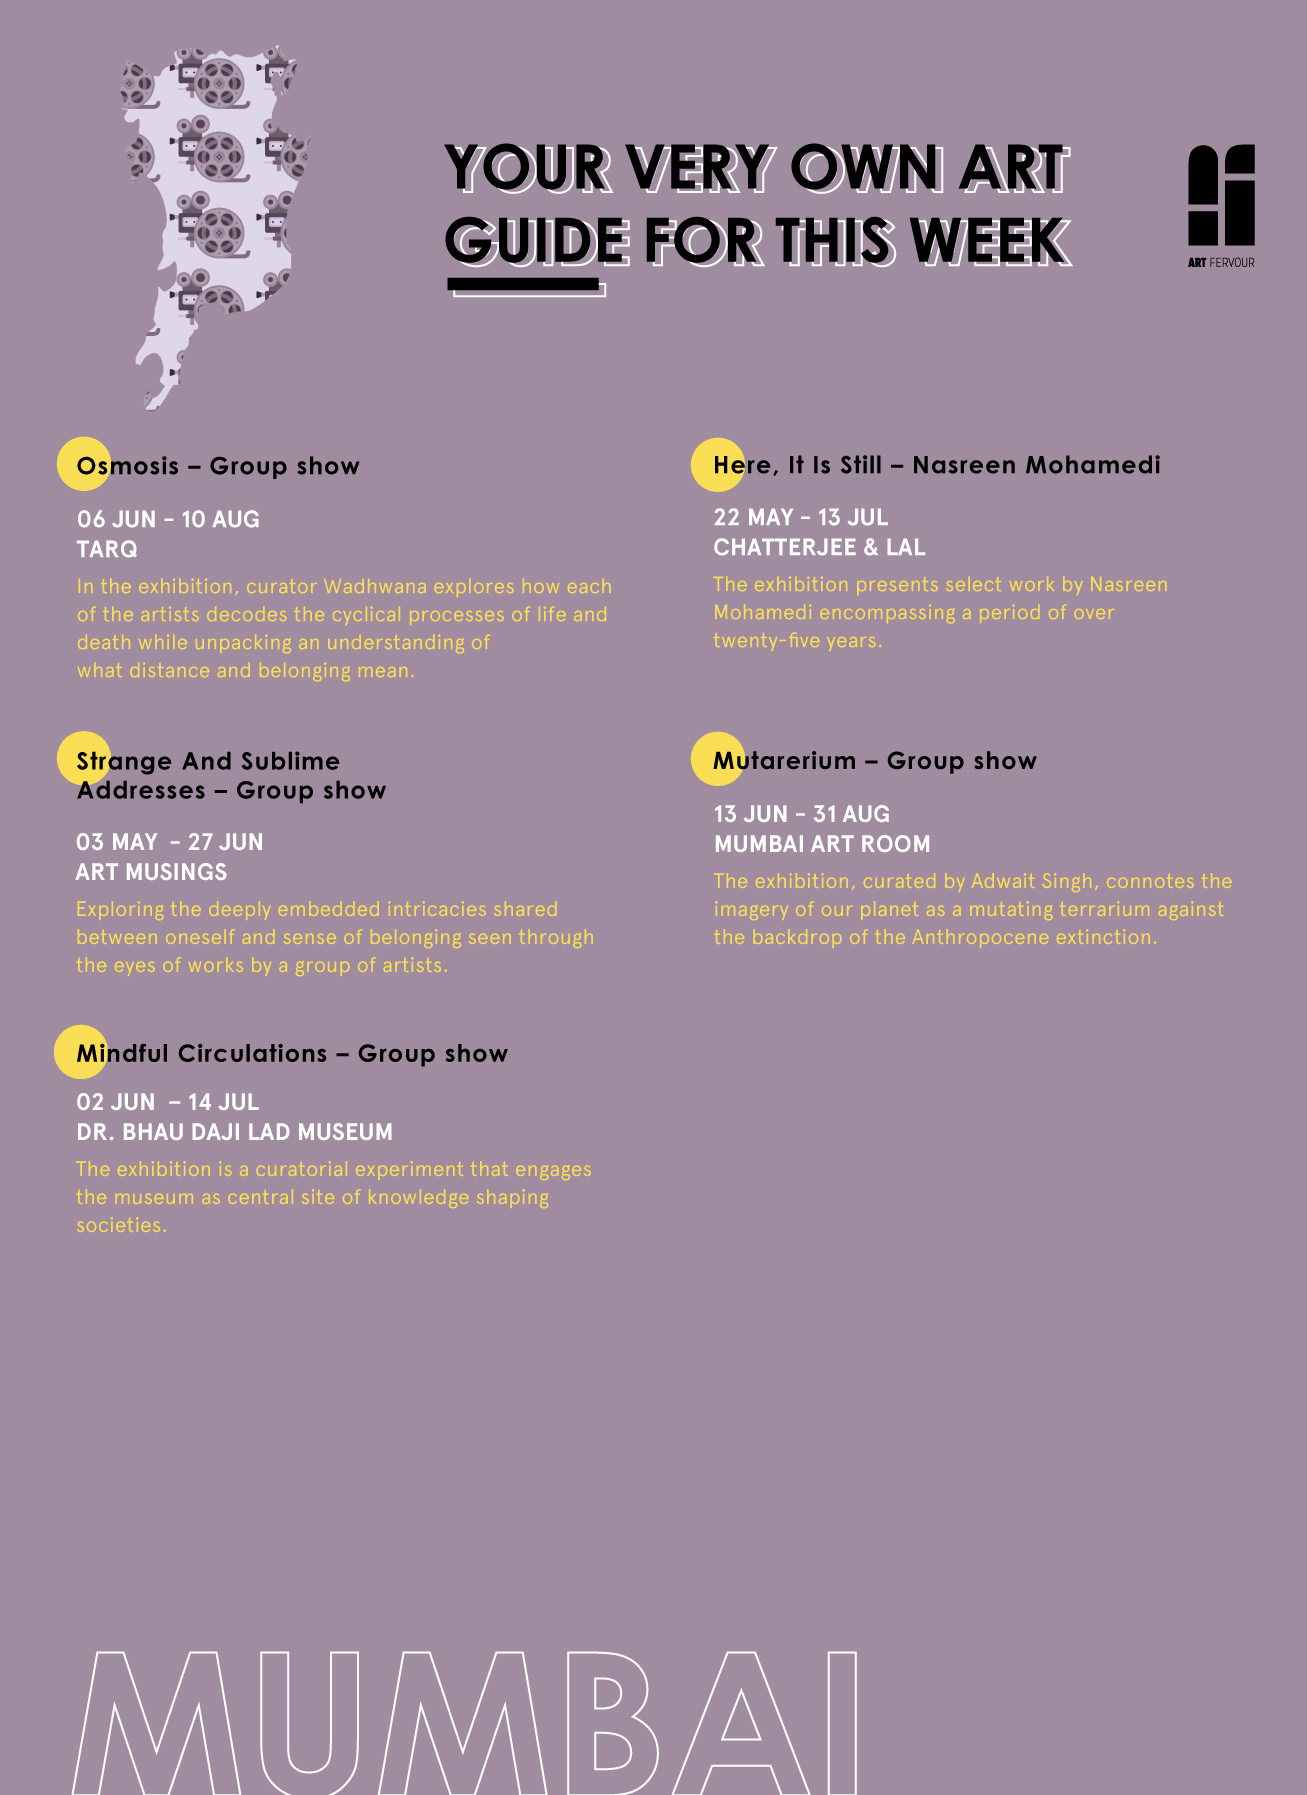 YOUR VERY OWN ART
GUIDE FOR THIS WEEK
ART FERVOUR
Osmosis – Group show
06 JUN - 10 AUG
TARQ
In the exhibition, curator Wadhwana explores how each
of the artists decodes the cyclical processes of life and
death while unpacking an understanding of
what distance and belonging mean.
Here, It Is Still – Nasreen Mohamedi
22 MAY - 13 JUL
CHATTERJEE & LAL
The exhibition presents select work by Nasreen
Mohamedi encompassing a period of over
twenty-five years.
Strange And Sublime
Addresses – Group show
03 MAY  - 27 JUN
ART MUSINGS
Exploring the deeply embedded intricacies shared
between oneself and sense of belonging seen through
the eyes of works by a group of artists.
Mutarerium – Group show
13 JUN - 31 AUG
MUMBAI ART ROOM
The exhibition, curated by Adwait Singh, connotes the
imagery of our planet as a mutating terrarium against
the backdrop of the Anthropocene extinction.
Mindful Circulations – Group show
02 JUN  – 14 JUL
DR. BHAU DAJI LAD MUSEUM
The exhibition is a curatorial experiment that engages
the museum as central site of knowledge shaping
societies.
MUMBAI